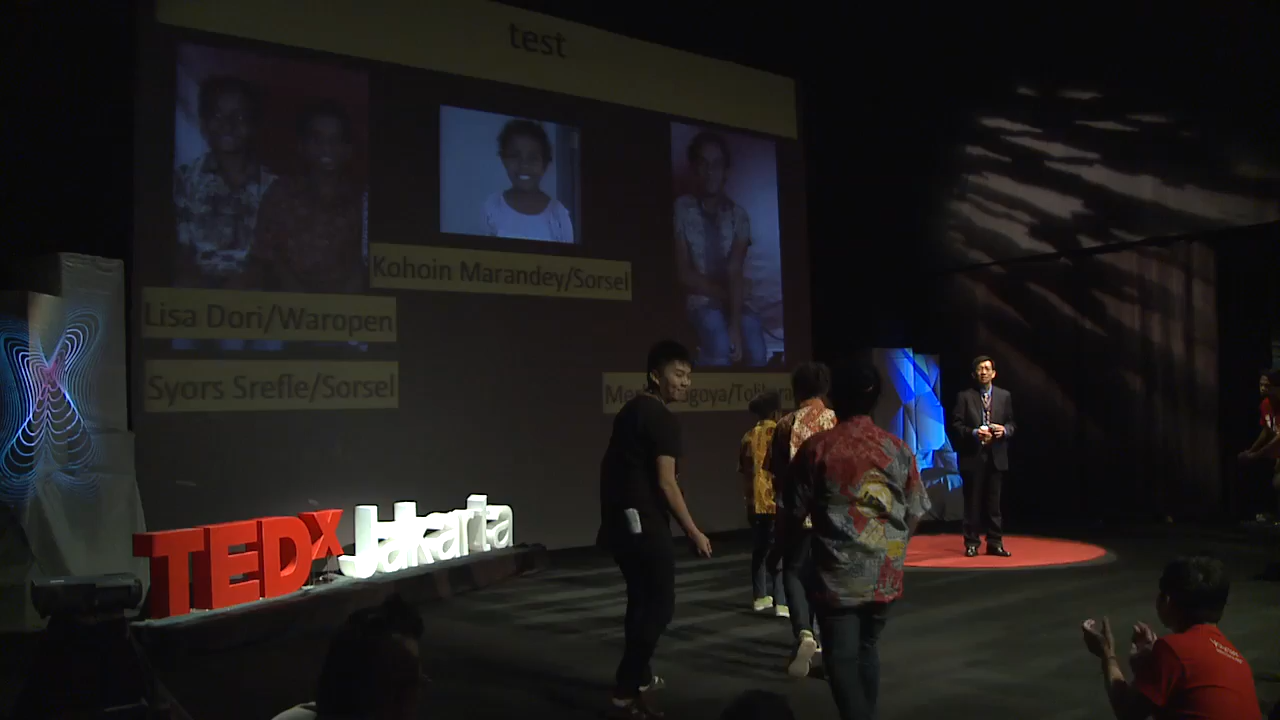 test
Kohoin Marandey/Sorsel
Lisa Dori/Waropen
Syors Srefle/Sorsel
TEDx Jakarta